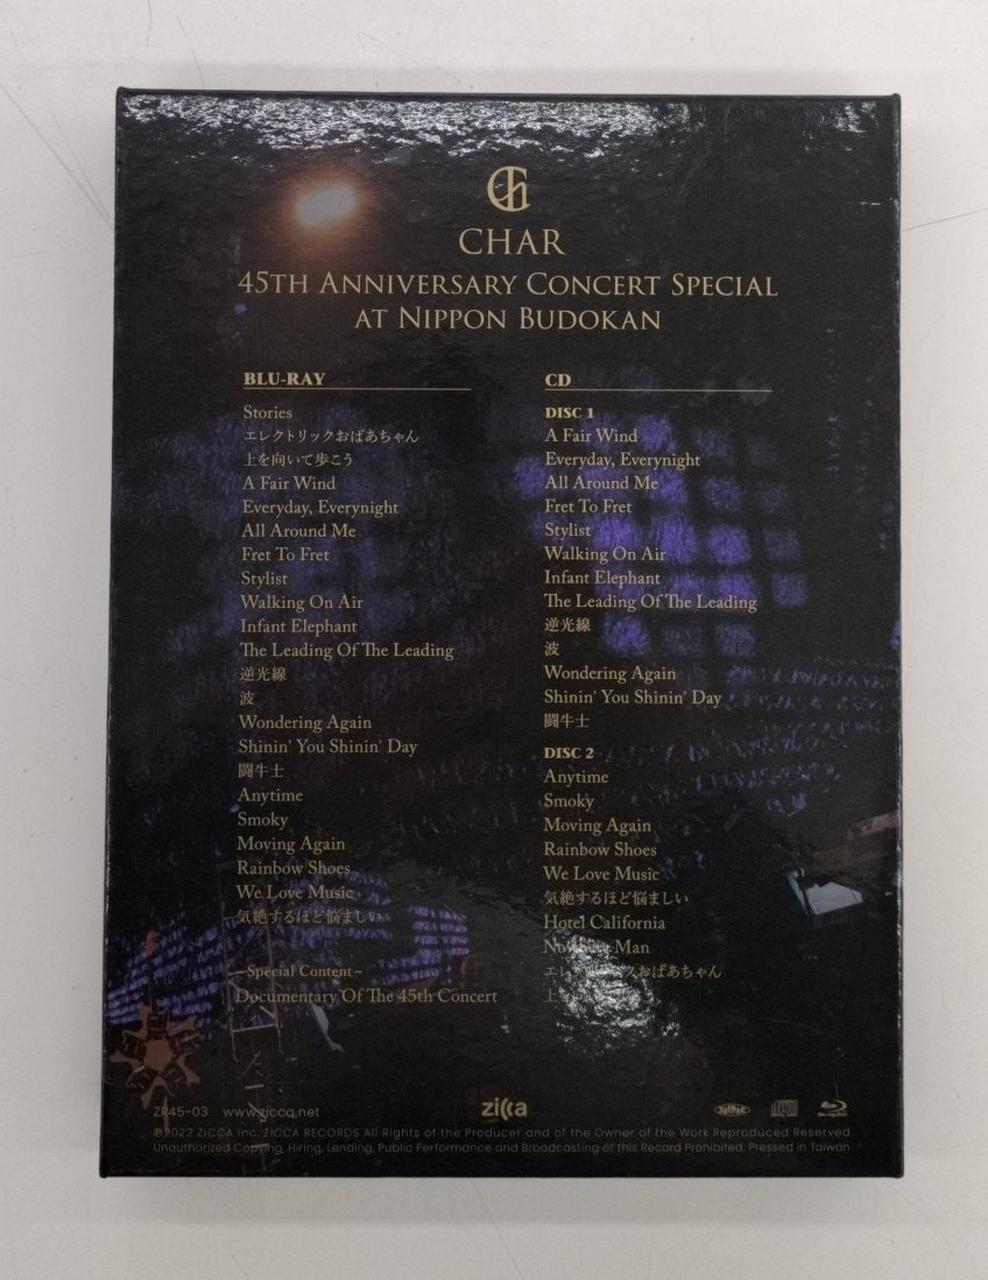 CHAR
45TH ANNIVERSARY CONCERT SPECIAL
AT NIPPON BUDOKAN
BLU-RAY
Stories
エレクトリックおばあちゃん
上を向いて歩こう
A Fair Wind
Everyday, Everynight
All Around Me
Fret To Fret
Stylist
Walking On Air
Infant Elephant
The Leading Of The Leading
逆光線
波
Wondering Again
Shinin' You Shinin' Day
闘牛士
Anytime
Smoky
Moving Again
Rainbow Shoes
We Love Music
気絶するほど悩ましい
–Special Content–
Documentary Of The 45th Concert
CD
DISC 1
A Fair Wind
Everyday, Everynight
All Around Me
Fret To Fret
Stylist
Walking On Air
Infant Elephant
The Leading Of The Leading
逆光線
波
Wondering Again
Shinin' You Shinin' Day
闘牛士
DISC 2
Anytime
Smoky
Moving Again
Rainbow Shoes
We Love Music
気絶するほど悩ましい
Hotel California
Man
おばあちゃん
上を
ZR45-03 www.zicca.net
zicca
℗2022 ZICCA Inc. ZICCA RECORDS All Rights of the Producer and of the Owner of the Work Reproduced Reserved.
Unauthorized Copying, Hiring, Lending, Public Performance and Broadcasting of this Record Prohibited. Pressed in Taiwan.